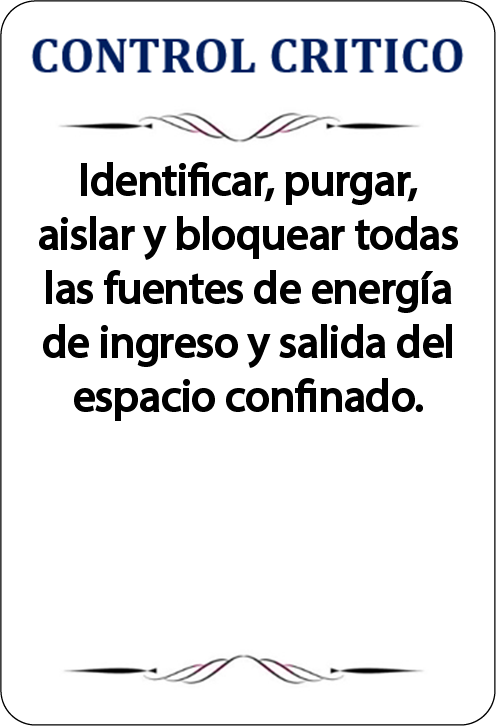 CONTROL CRITICO
Identificar, purgar,
aislar y bloquear todas
las fuentes de energía
de ingreso y salida del
espacio confinado.